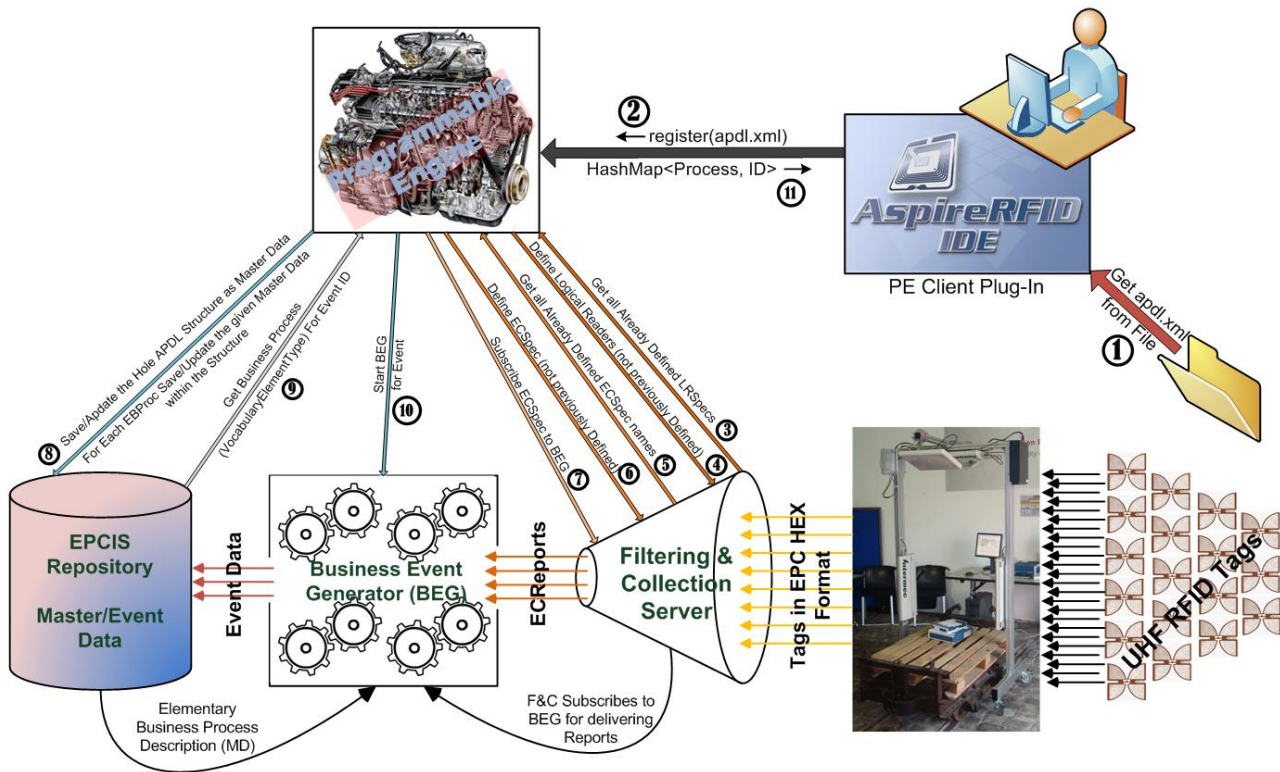 Programmable
Engine
②
register(apdl.xml)
HashMap<Process, ID>
⑪
AspireRFID
IDE
PE Client Plug-In
Get apdl.xml
from File
①
⑧
Save/Apdate the Hole APDL Structure as Master Data
For Each EBProc Save/Update the given Master Data
within the Structure
Get Business Process
(VocabularyElementType) For Event ID
⑨
Start BEG
for Event
⑩
Subscribe ECSpec to BEG
⑦
Define ECSpec (not previously Defined)
⑥
Get all Already Defined ECSpec names
⑤
Define Logical Readers (not previously Defined)
④
Get all Already Defined LRSpecs
③
EPCIS
Repository
Master/Event
Data
Event Data
Business Event
Generator (BEG)
ECReports
Filtering &
Collection
Server
Tags in EPC HEX
Format
Intermec
UHF RFID Tags
Elementary
Business Process
Description (MD)
F&C Subscribes to
BEG for delivering
Reports